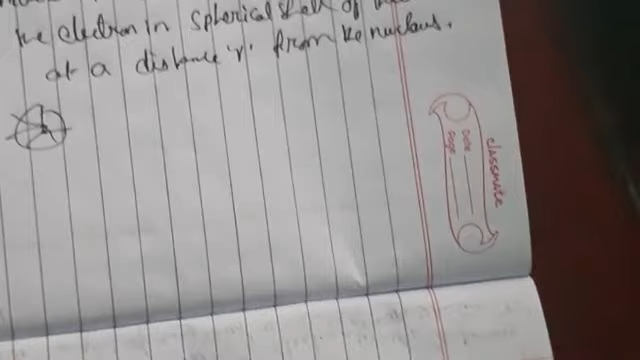 the electron in spherical shell of
at a distance 'r' from the nucleus.
classmate
Date
Page